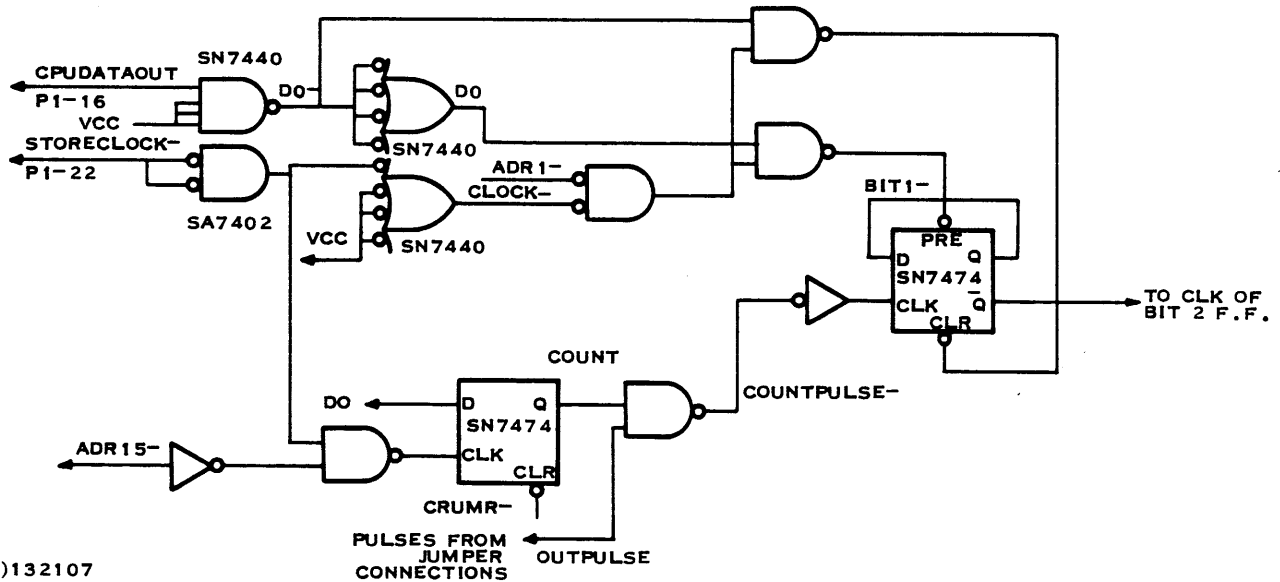 SN7440
CPUDATAOUT
P1-16
VCC
STORECLOCK-
P1-22
SA7402
DO-
DO
SN7440
ADR1-
CLOCK-
VCC
SN7440
BIT1-
PRE
D
Q
SN7474
CLK
Q̅
CLR
TO CLK OF
BIT 2 F.F.
COUNT
COUNTPULSE-
DO
D
Q
SN7474
CLK
CLR
ADR15-
CRUMR-
PULSES FROM
JUMPER
CONNECTIONS
OUTPULSE
)132107